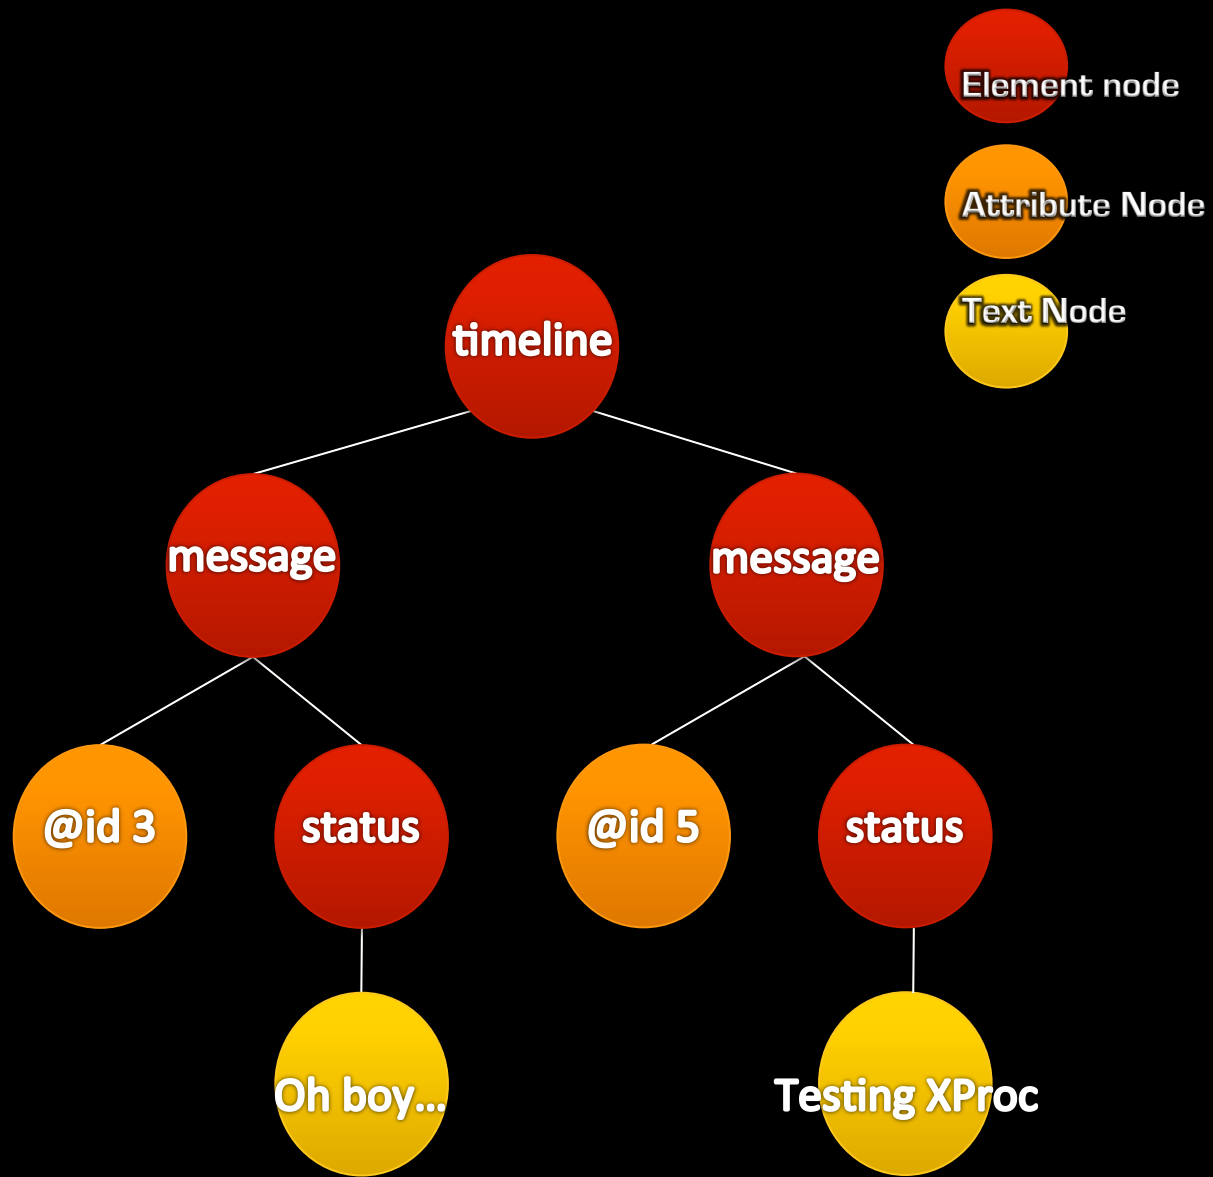 Element node
Attribute Node
Text Node
timeline
message
message
@id 3
status
@id 5
status
Oh boy...
Testing XProc